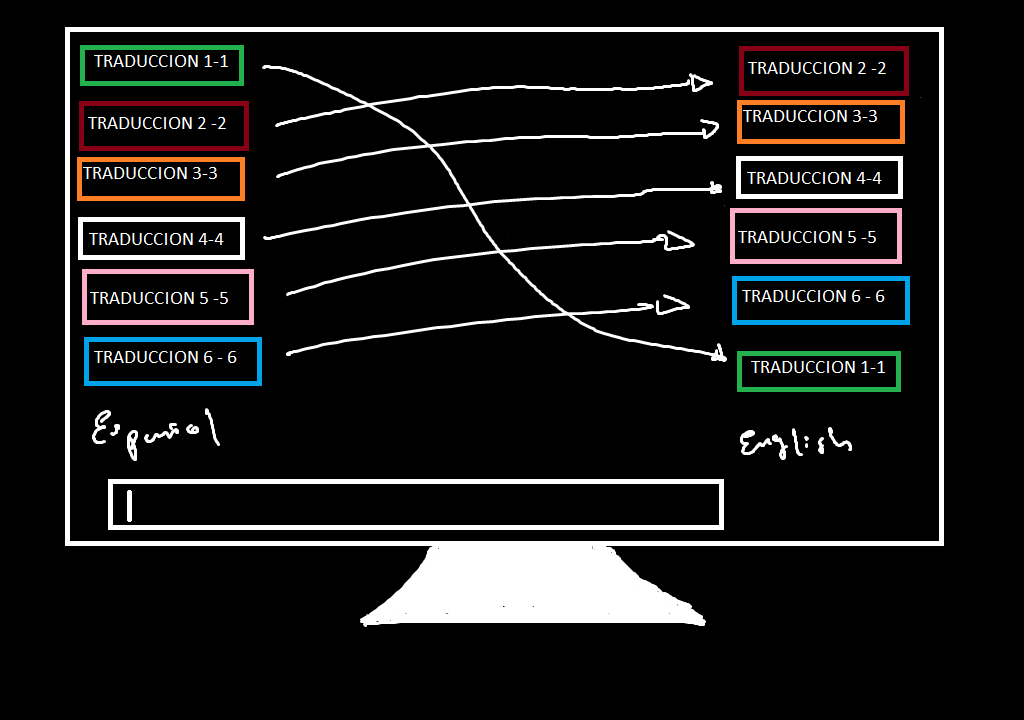 TRADUCCION 1-1
TRADUCCION 2 -2
TRADUCCION 3-3
TRADUCCION 4-4
TRADUCCION 5 -5
TRADUCCION 6 - 6
Español
TRADUCCION 2 -2
TRADUCCION 3-3
TRADUCCION 4-4
TRADUCCION 5 -5
TRADUCCION 6 - 6
TRADUCCION 1-1
English